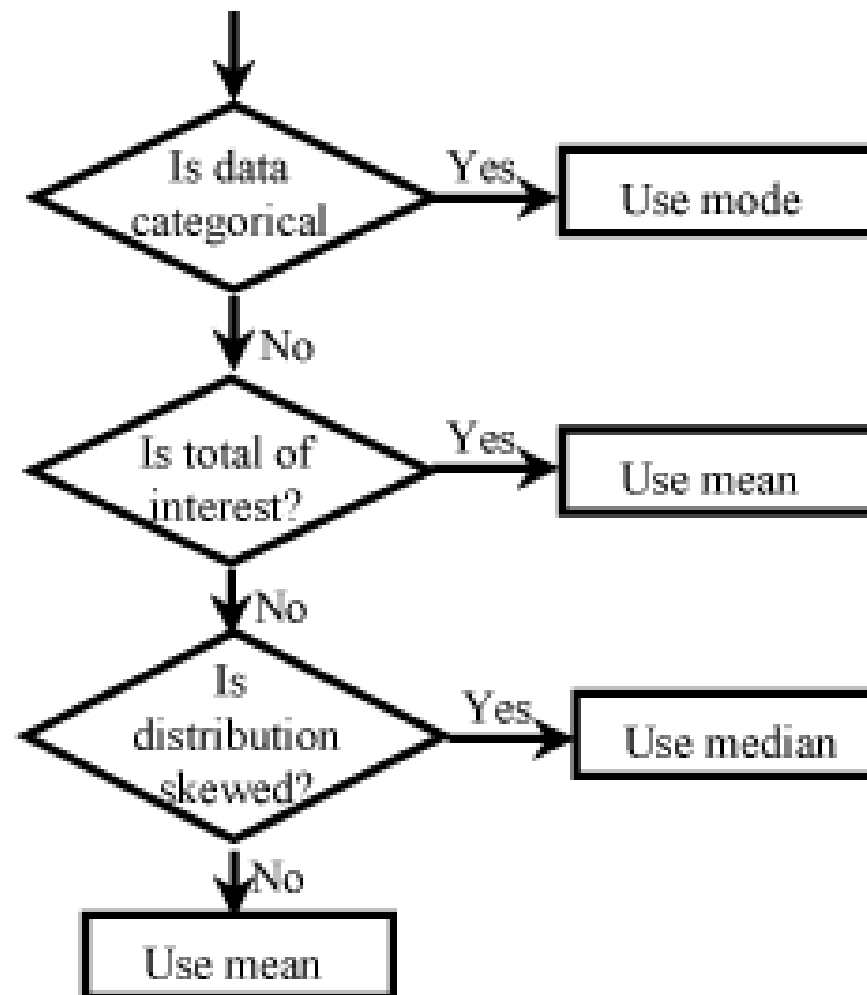 Is data
categorical
Yes
Use mode
No
Is total of
interest?
Yes
Use mean
No
Is
distribution
skewed?
Yes
Use median
No
Use mean